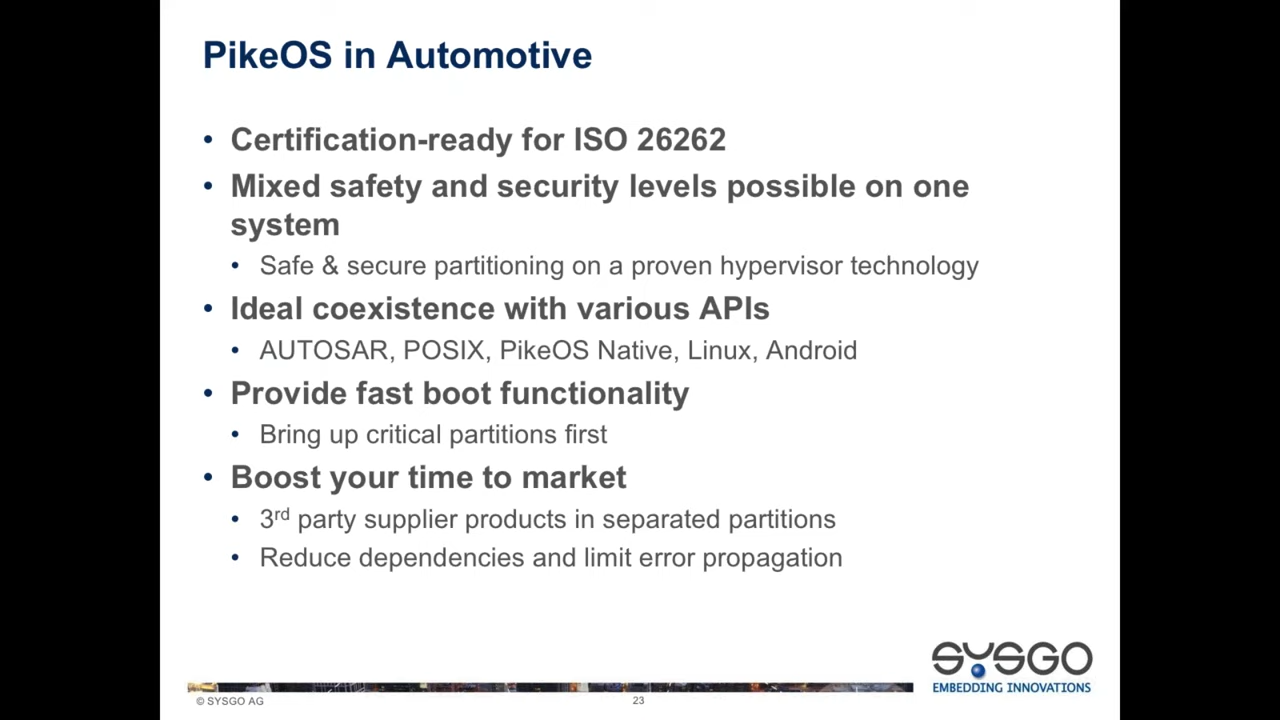 PikeOS in Automotive
• Certification-ready for ISO 26262
• Mixed safety and security levels possible on one
system
• Safe & secure partitioning on a proven hypervisor technology
• Ideal coexistence with various APIs
• AUTOSAR, POSIX, PikeOS Native, Linux, Android
• Provide fast boot functionality
• Bring up critical partitions first
• Boost your time to market
• 3rd party supplier products in separated partitions
• Reduce dependencies and limit error propagation
SYSGO
EMBEDDING INNOVATIONS
© SYSGO AG
23